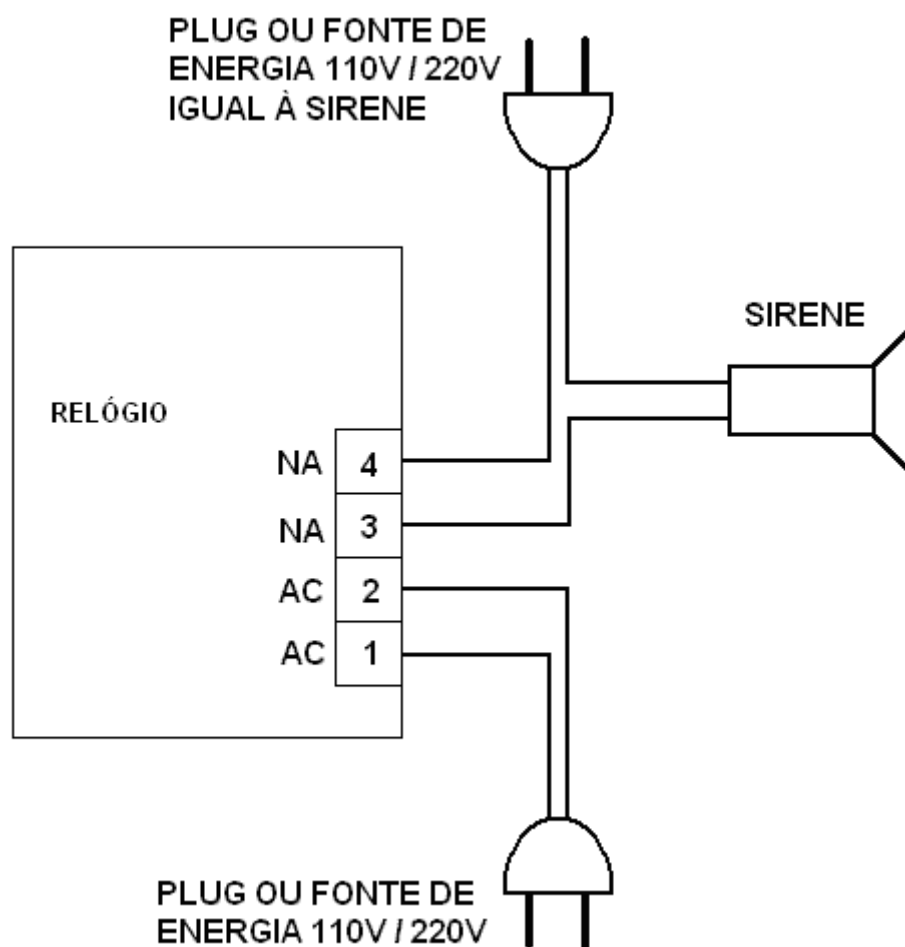 PLUG OU FONTE DE
ENERGIA 110V / 220V
IGUAL À SIRENE
SIRENE
RELÓGIO
NA 4
NA 3
AC 2
AC 1
PLUG OU FONTE DE
ENERGIA 110V / 220V